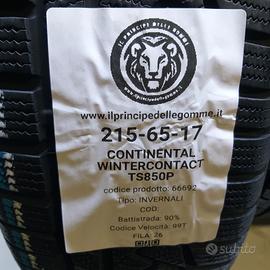 IL PRINCIPE DELLE GOMME
www.ilprincipedellegomme.it
215-65-17
CONTINENTAL
WINTERCONTACT
TS850P
codice prodotto: 66692
Tipo: INVERNALI
COD:
Battistrada: 90%
Codice Velocità: 99T
FILA: 26
subito